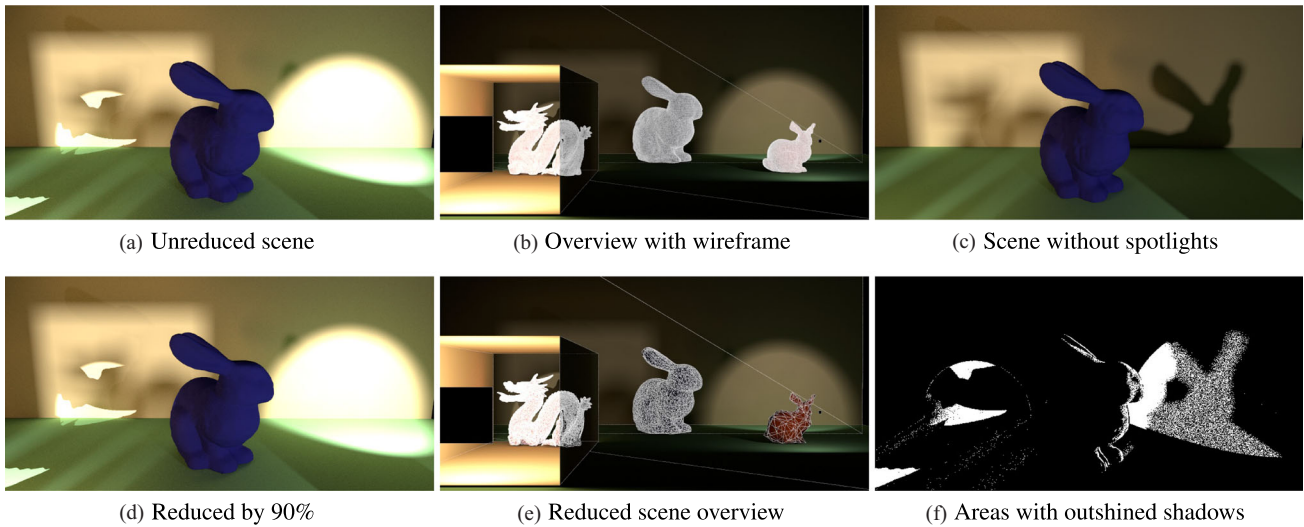 (a) Unreduced scene
(b) Overview with wireframe
(c) Scene without spotlights
(d) Reduced by 90%
(e) Reduced scene overview
(f) Areas with outshined shadows